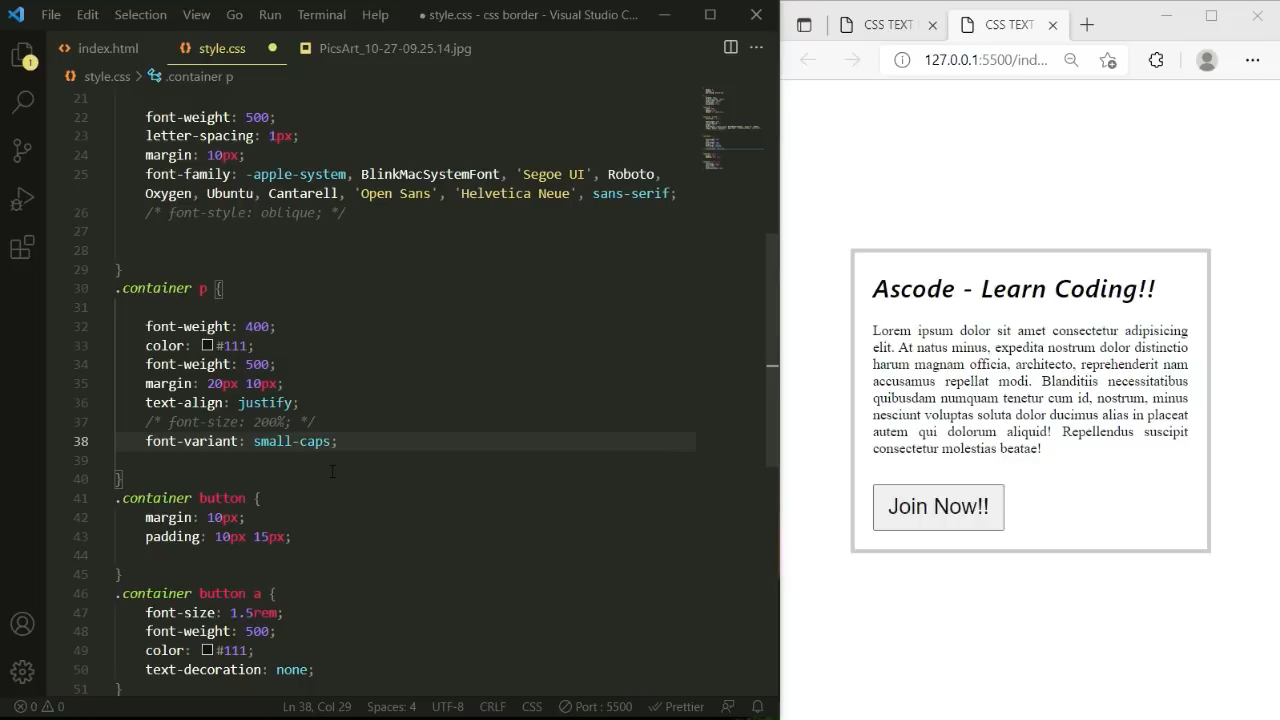 File Edit Selection View Go Run Terminal Help ● style.css - css border - Visual Studio C...
index.html style.css PicsArt_10-27-09.25.14.jpg
style.css > .container p
1
21
22 font-weight: 500;
23 letter-spacing: 1px;
24 margin: 10px;
25 font-family: -apple-system, BlinkMacSystemFont, 'Segoe UI', Roboto,
Oxygen, Ubuntu, Cantarell, 'Open Sans', 'Helvetica Neue', sans-serif;
26 /* font-style: oblique; */
27
28
29 }
30 .container p {
31
32 font-weight: 400;
33 color: #111;
34 font-weight: 500;
35 margin: 20px 10px;
36 text-align: justify;
37 /* font-size: 200%; */
38 font-variant: small-caps;
39
40 }
41 .container button {
42 margin: 10px;
43 padding: 10px 15px;
44
45 }
46 .container button a {
47 font-size: 1.5rem;
48 font-weight: 500;
49 color: #111;
50 text-decoration: none;
51 }
0 0 Ln 38, Col 29 Spaces: 4 UTF-8 CRLF CSS Port : 5500 Prettier
CSS TEXT CSS TEXT
127.0.0.1:5500/ind...
Ascode - Learn Coding!!
Lorem ipsum dolor sit amet consectetur adipisicing
elit. At natus minus, expedita nostrum dolor distinctio
harum magnam officia, architecto, reprehenderit nam
accusamus repellat modi. Blanditiis necessitatibus
quibusdam numquam tenetur cum id, nostrum, minus
nesciunt voluptas soluta dolor ducimus alias in placeat
autem qui dolorum aliquid! Repellendus suscipit
consectetur molestias beatae!
Join Now!!